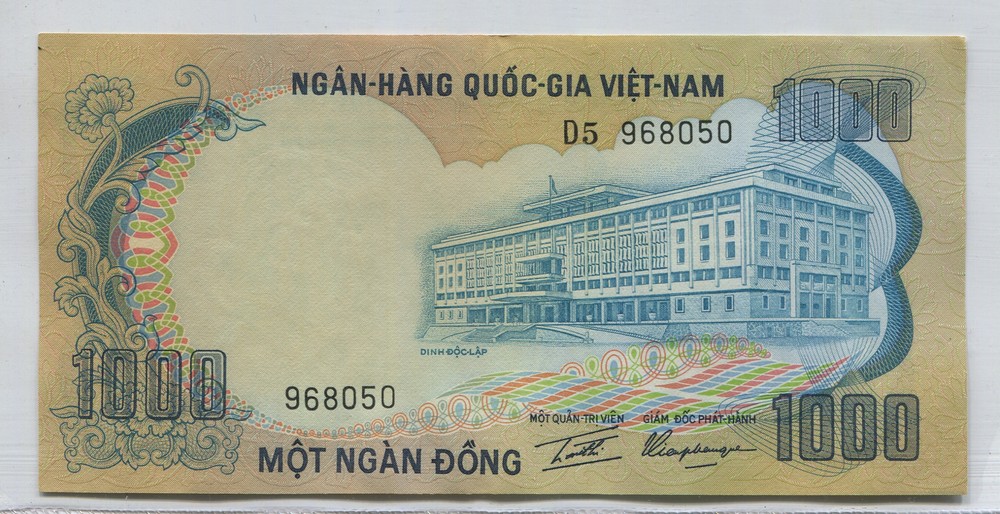 NGÂN-HÀNG QUỐC-GIA VIỆT-NAM
1000
D5 968050
DINH ĐỘC-LẬP
1000
968050
MỘT QUẢN-TRỊ VIÊN
GIÁM ĐỐC PHÁT-HÀNH
1000
MỘT NGÀN ĐỒNG